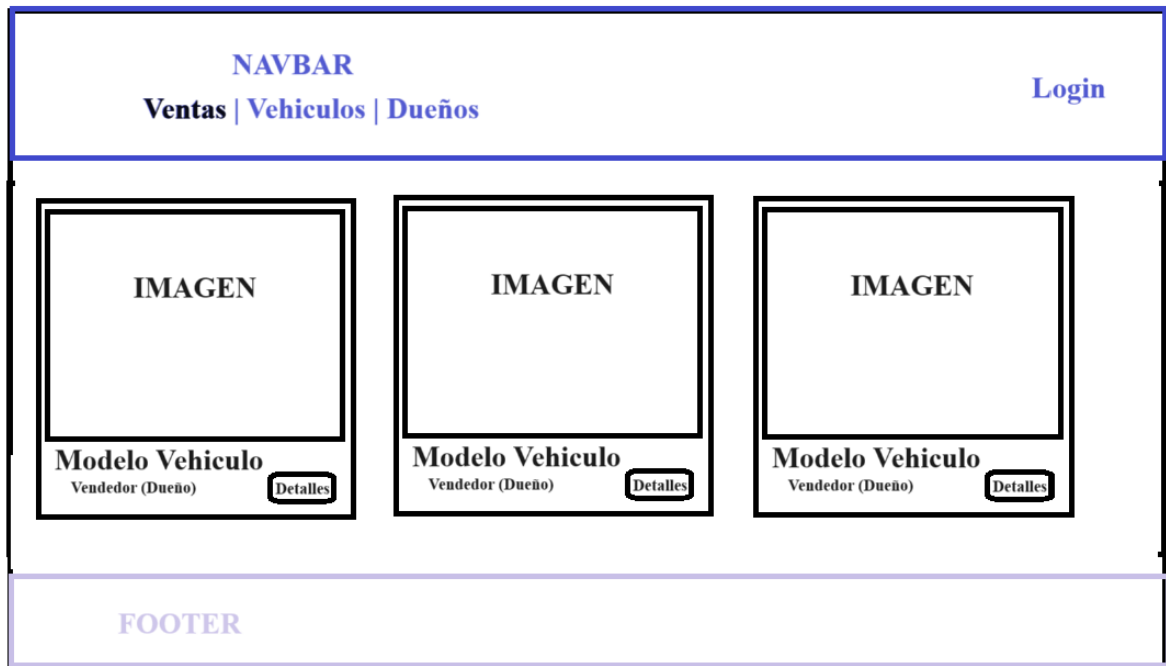 NAVBAR
Ventas | Vehiculos | Dueños
Login
IMAGEN
Modelo Vehiculo
Vendedor (Dueño)
Detalles
IMAGEN
Modelo Vehiculo
Vendedor (Dueño)
Detalles
IMAGEN
Modelo Vehiculo
Vendedor (Dueño)
Detalles
FOOTER